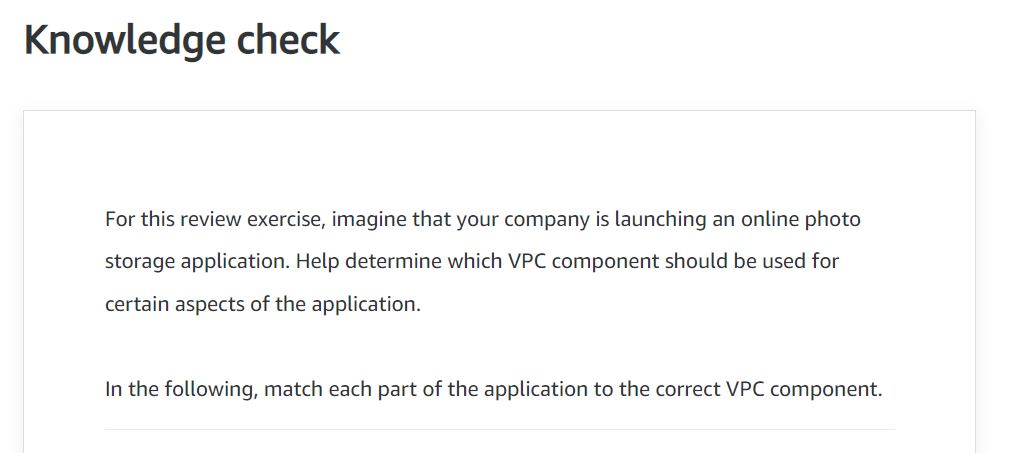 Knowledge check
For this review exercise, imagine that your company is launching an online photo
storage application. Help determine which VPC component should be used for
certain aspects of the application.
In the following, match each part of the application to the correct VPC component.